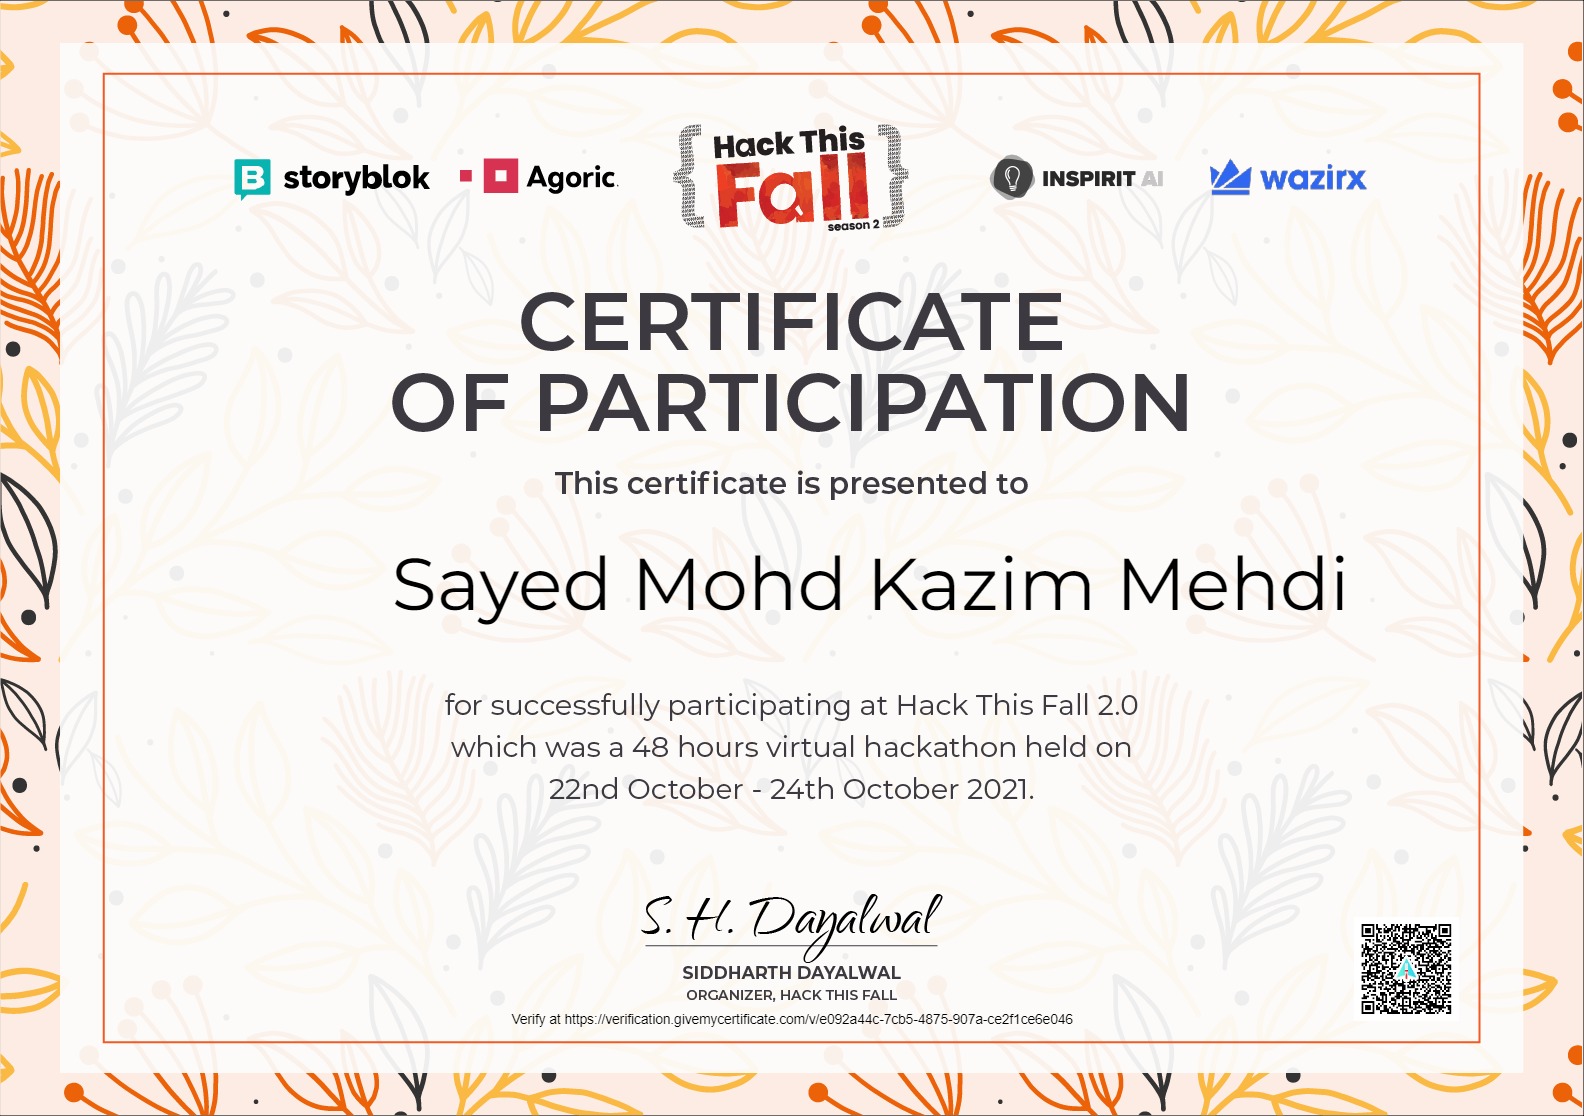 storyblok
Agoric
Hack This
Fall
season 2
INSPIRIT AI
wazirx
CERTIFICATE
OF PARTICIPATION
This certificate is presented to
Sayed Mohd Kazim Mehdi
for successfully participating at Hack This Fall 2.0
which was a 48 hours virtual hackathon held on
22nd October - 24th October 2021.
S. H. Dayalwal
SIDDHARTH DAYALWAL
ORGANIZER, HACK THIS FALL
Verify at https://verification.givemycertificate.com/v/e092a44c-7cb5-4875-907a-ce2f1ce6e046